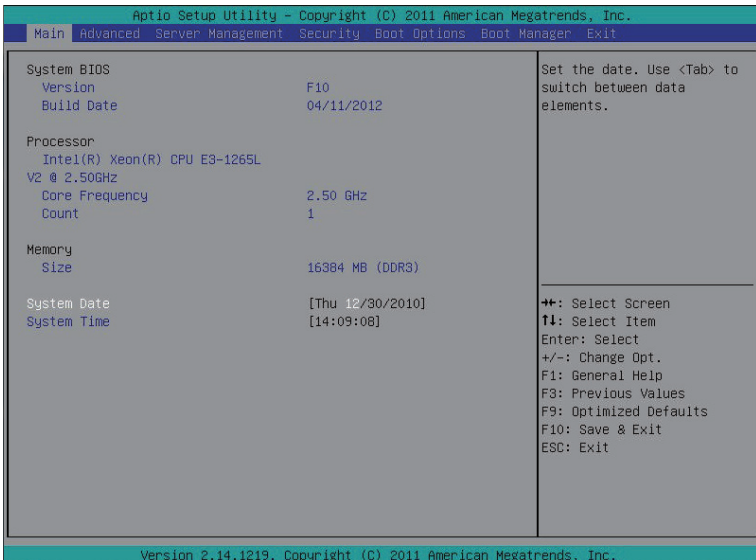 Aptio Setup Utility – Copyright (C) 2011 American Megatrends, Inc.
Main Advanced Server Management Security Boot Options Boot Manager Exit
System BIOS
Version F10
Build Date 04/11/2012
Processor
Intel(R) Xeon(R) CPU E3-1265L
V2 @ 2.50GHz
Core Frequency 2.50 GHz
Count 1
Memory
Size 16384 MB (DDR3)
System Date [Thu 12/30/2010]
System Time [14:09:08]
Set the date. Use <Tab> to
switch between data
elements.
→←: Select Screen
↑↓: Select Item
Enter: Select
+/-: Change Opt.
F1: General Help
F3: Previous Values
F9: Optimized Defaults
F10: Save & Exit
ESC: Exit
Version 2.14.1219. Copyright (C) 2011 American Megatrends, Inc.